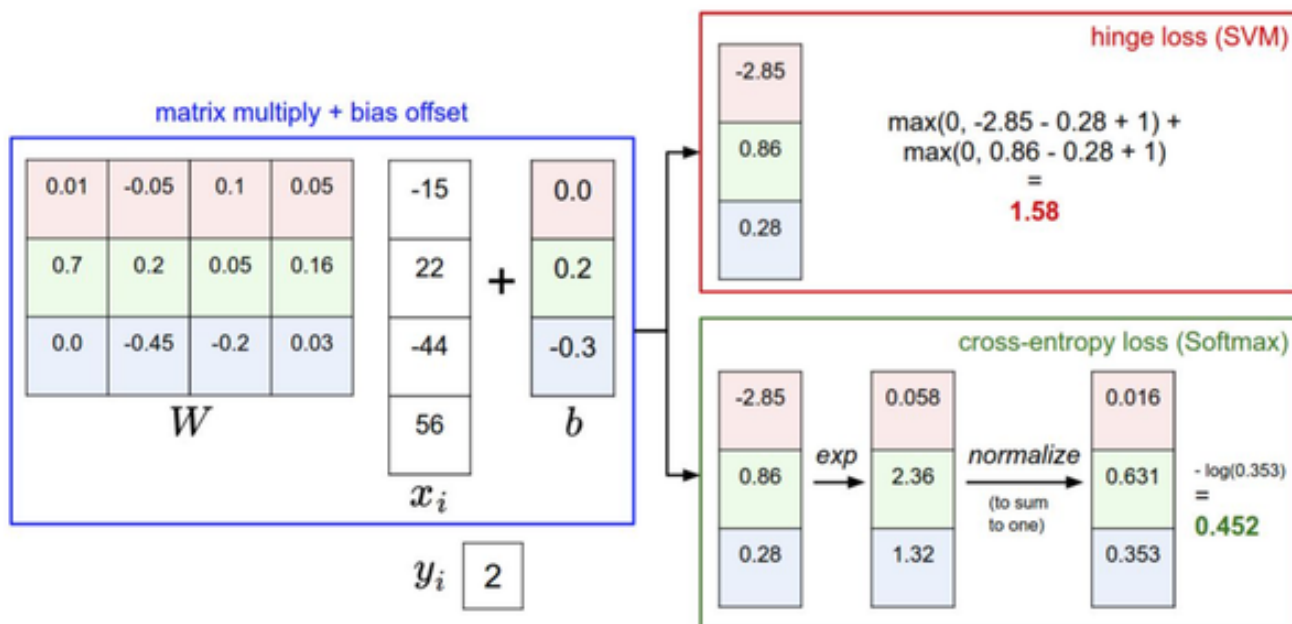 matrix multiply + bias offset
0.01 -0.05 0.1 0.05
0.7 0.2 0.05 0.16
0.0 -0.45 -0.2 0.03
W
-15
22
-44
56
x_i
+
0.0
0.2
-0.3
b
y_i 2
hinge loss (SVM)
-2.85
0.86
0.28
max(0, -2.85 - 0.28 + 1) +
max(0, 0.86 - 0.28 + 1)
=
1.58
cross-entropy loss (Softmax)
-2.85
0.86
0.28
exp
0.058
2.36
1.32
normalize
(to sum
to one)
0.016
0.631
0.353
- log(0.353)
=
0.452